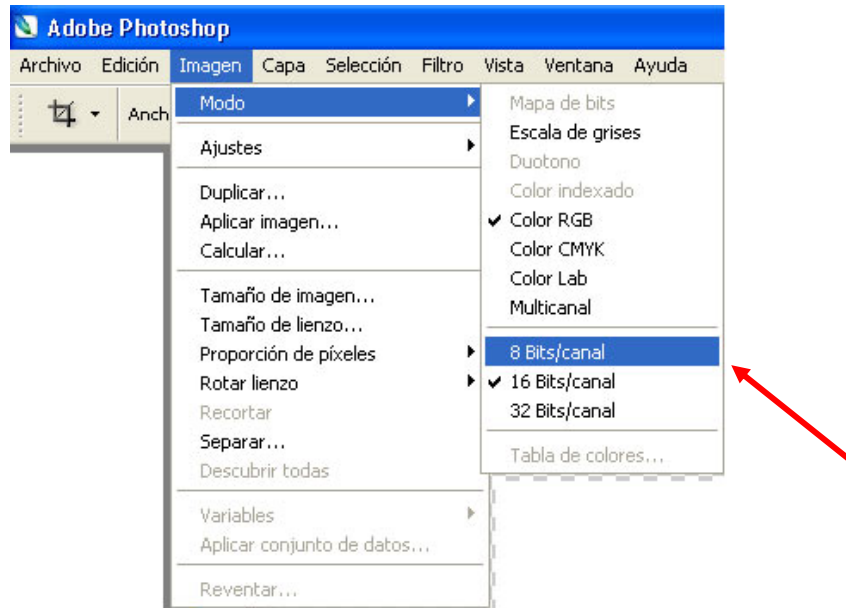 Adobe Photoshop
Archivo Edición Imagen Capa Selección Filtro Vista Ventana Ayuda
Anch
Modo
Ajustes
Duplicar...
Aplicar imagen...
Calcular...
Tamaño de imagen...
Tamaño de lienzo...
Proporción de píxeles
Rotar lienzo
Recortar
Separar...
Descubrir todas
Variables
Aplicar conjunto de datos...
Reventar...
Mapa de bits
Escala de grises
Duotono
Color indexado
Color RGB
Color CMYK
Color Lab
Multicanal
8 Bits/canal
16 Bits/canal
32 Bits/canal
Tabla de colores...